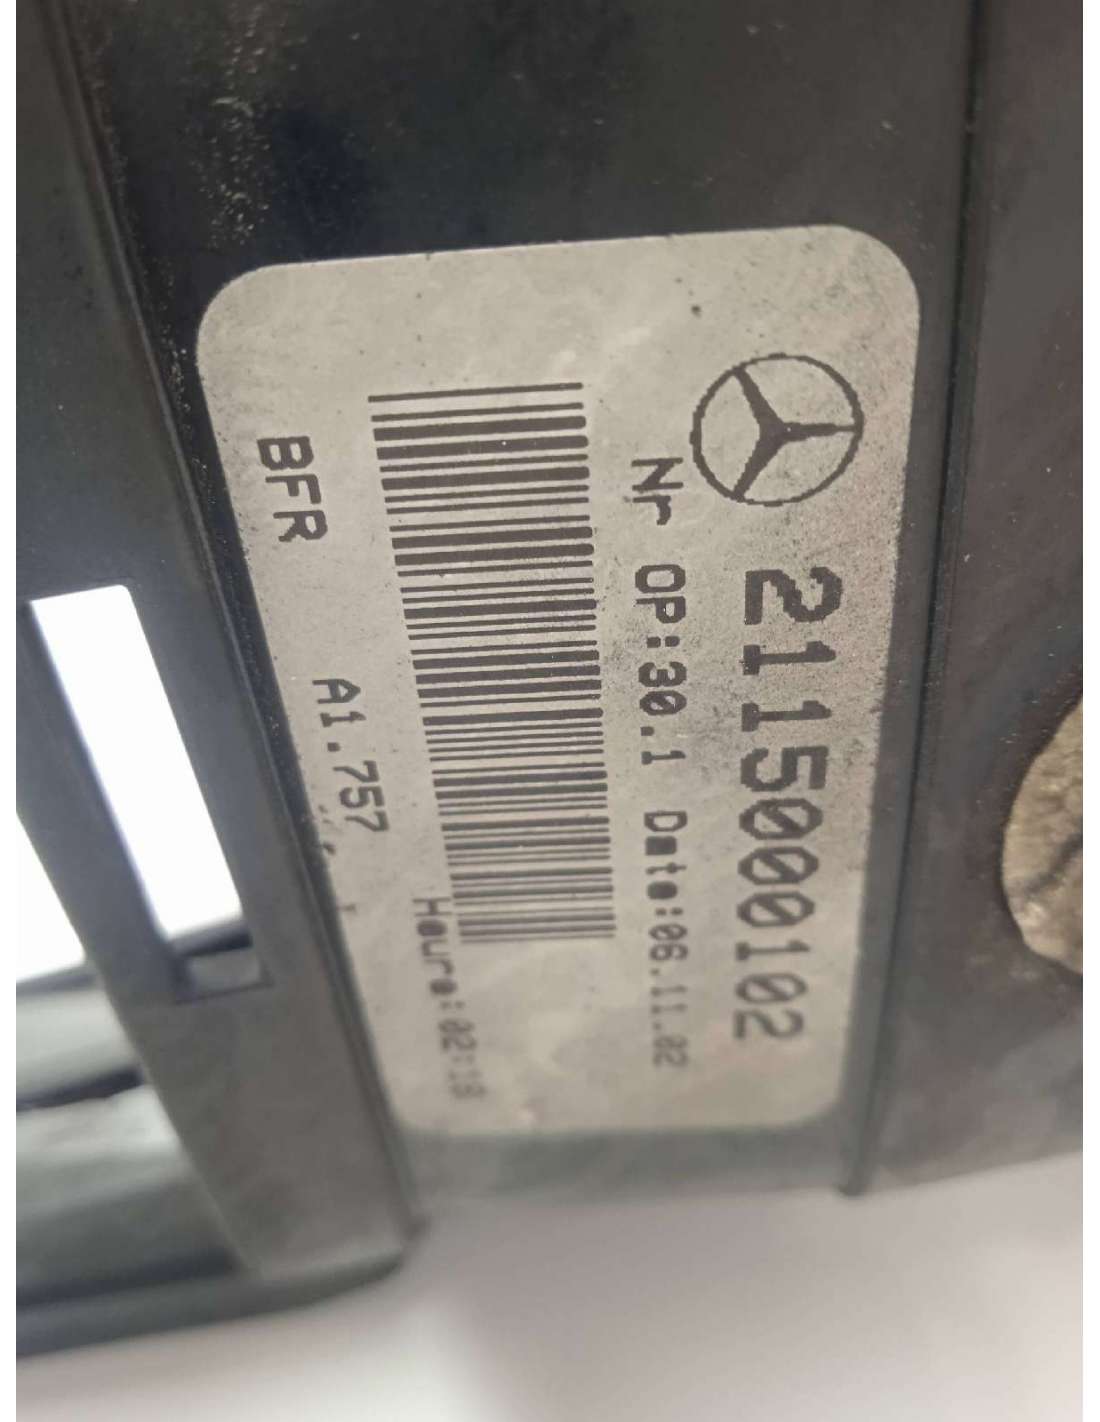 2115000102
Nr OP:30.1 Date:06.11.02
BFR A1.757 Heure:02:18